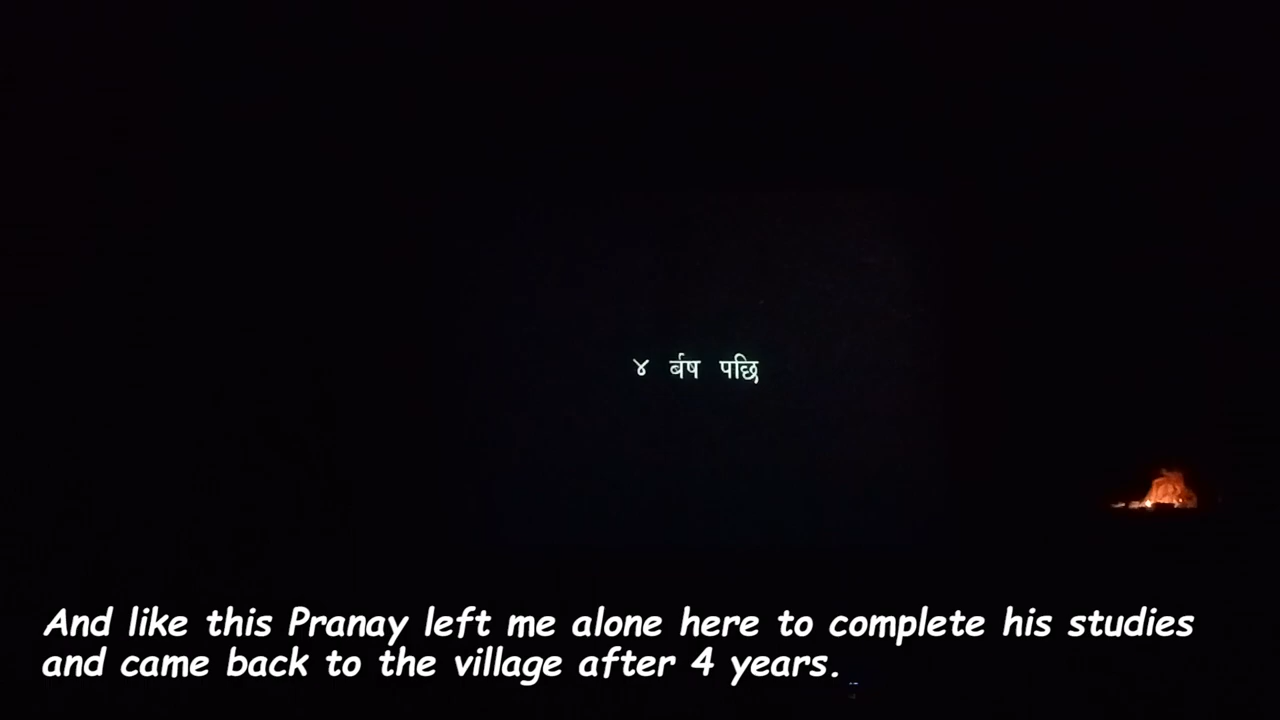 ४ र्बष पछि
And like this Pranay left me alone here to complete his studies
and came back to the village after 4 years.